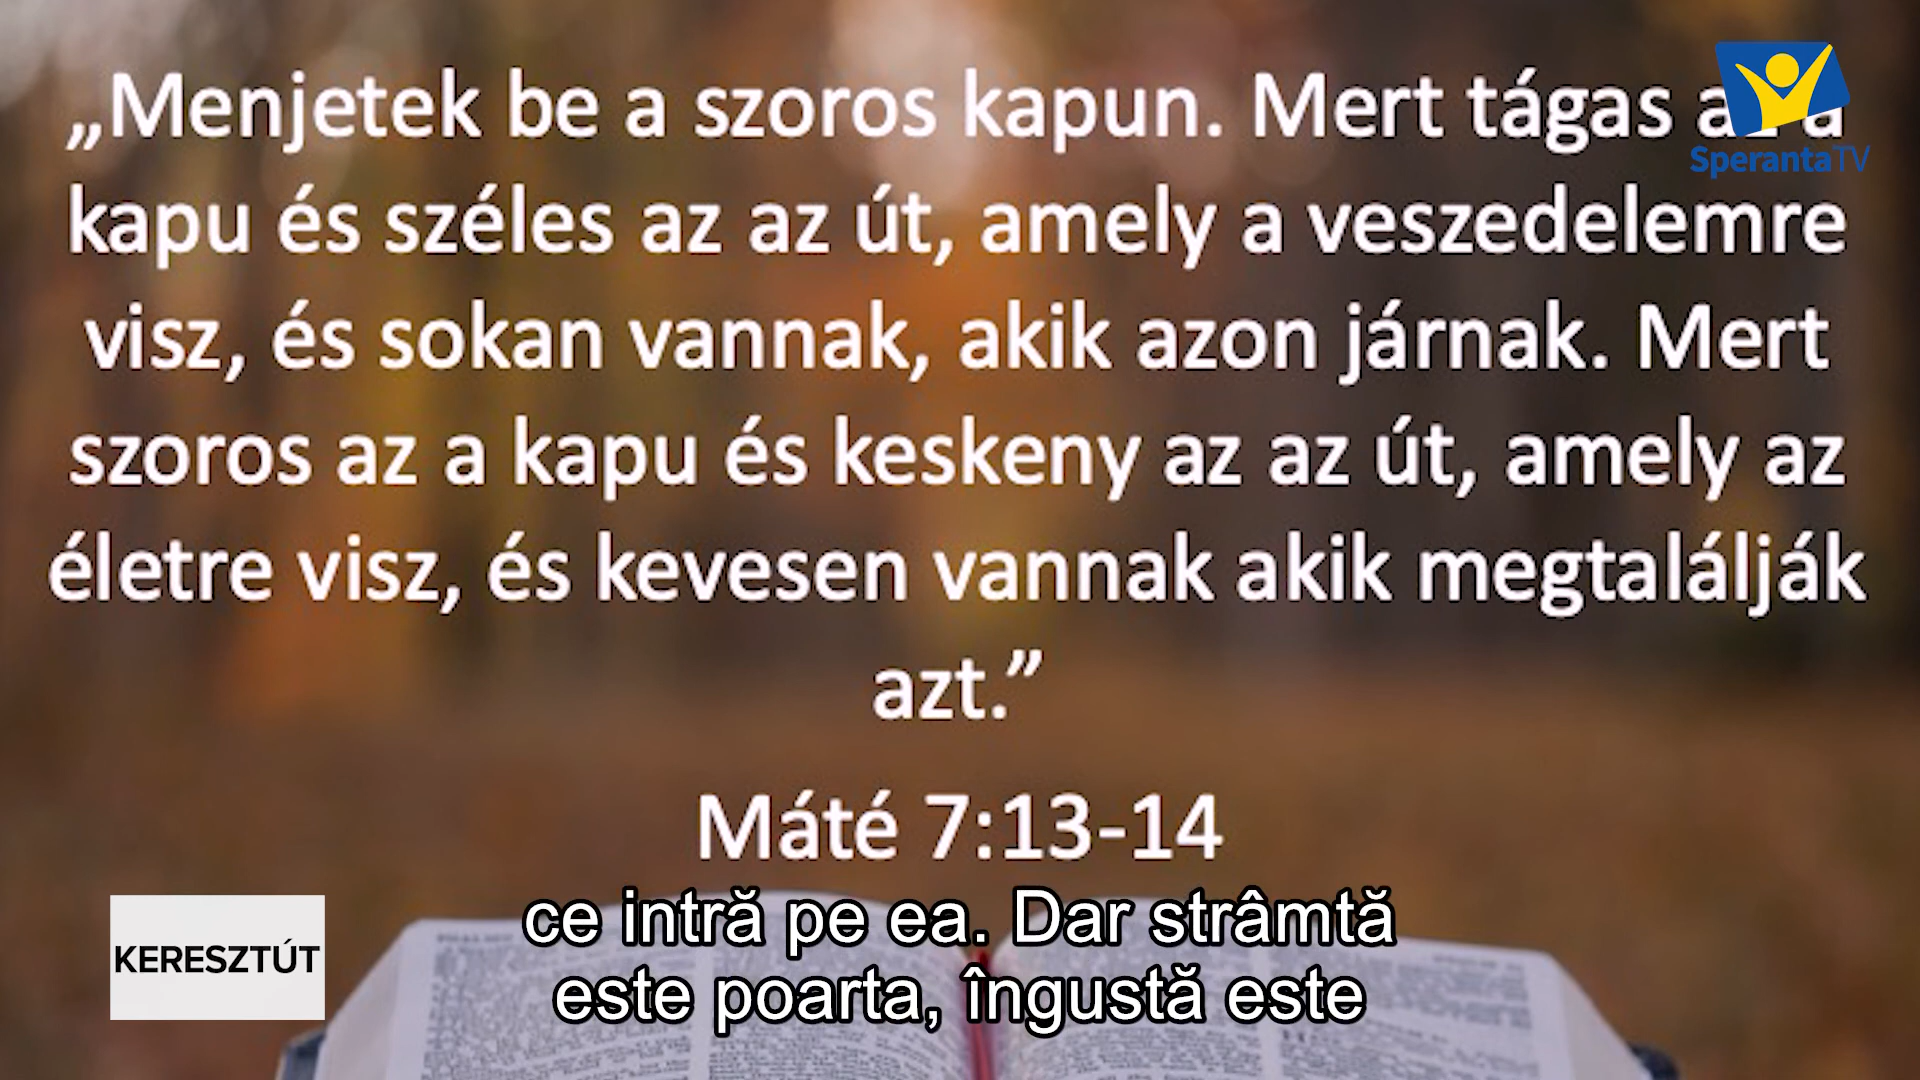 „Menjetek be a szoros kapun. Mert tágas az a
SperantaTV
kapu és széles az az út, amely a veszedelemre
visz, és sokan vannak, akik azon járnak. Mert
szoros az a kapu és keskeny az az út, amely az
életre visz, és kevesen vannak akik megtalálják
azt.”
Máté 7:13-14
KERESZTÚT
ce intră pe ea. Dar strâmtă
este poarta, îngustă este